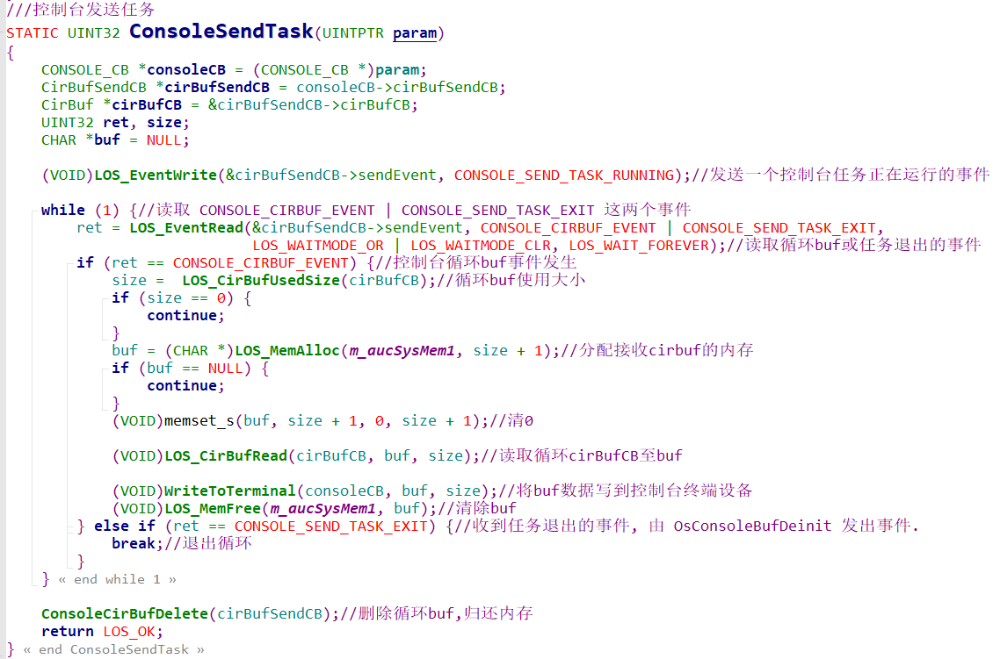 ///控制台发送任务
STATIC UINT32 ConsoleSendTask(UINTPTR param)
{
    CONSOLE_CB *consoleCB = (CONSOLE_CB *)param;
    CirBufSendCB *cirBufSendCB = consoleCB->cirBufSendCB;
    CirBuf *cirBufCB = &cirBufSendCB->cirBufCB;
    UINT32 ret, size;
    CHAR *buf = NULL;

    (VOID)LOS_EventWrite(&cirBufSendCB->sendEvent, CONSOLE_SEND_TASK_RUNNING);//发送一个控制台任务正在运行的事件

    while (1) {//读取 CONSOLE_CIRBUF_EVENT | CONSOLE_SEND_TASK_EXIT 这两个事件
        ret = LOS_EventRead(&cirBufSendCB->sendEvent, CONSOLE_CIRBUF_EVENT | CONSOLE_SEND_TASK_EXIT,
                            LOS_WAITMODE_OR | LOS_WAITMODE_CLR, LOS_WAIT_FOREVER);//读取循环buf或任务退出的事件
        if (ret == CONSOLE_CIRBUF_EVENT) {//控制台循环buf事件发生
            size =  LOS_CirBufUsedSize(cirBufCB);//循环buf使用大小
            if (size == 0) {
                continue;
            }
            buf = (CHAR *)LOS_MemAlloc(m_aucSysMem1, size + 1);//分配接收cirbuf的内存
            if (buf == NULL) {
                continue;
            }
            (VOID)memset_s(buf, size + 1, 0, size + 1);//清0

            (VOID)LOS_CirBufRead(cirBufCB, buf, size);//读取循环cirBufCB至buf

            (VOID)WriteToTerminal(consoleCB, buf, size);//将buf数据写到控制台终端设备
            (VOID)LOS_MemFree(m_aucSysMem1, buf);//清除buf
        } else if (ret == CONSOLE_SEND_TASK_EXIT) {//收到任务退出的事件, 由 OsConsoleBufDeinit 发出事件.
            break;//退出循环
        }
    } « end while 1 »

    ConsoleCirBufDelete(cirBufSendCB);//删除循环buf,归还内存
    return LOS_OK;
} « end ConsoleSendTask »